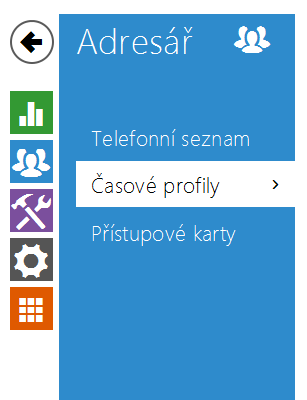 Adresář
Telefonní seznam
Časové profily
Přístupové karty